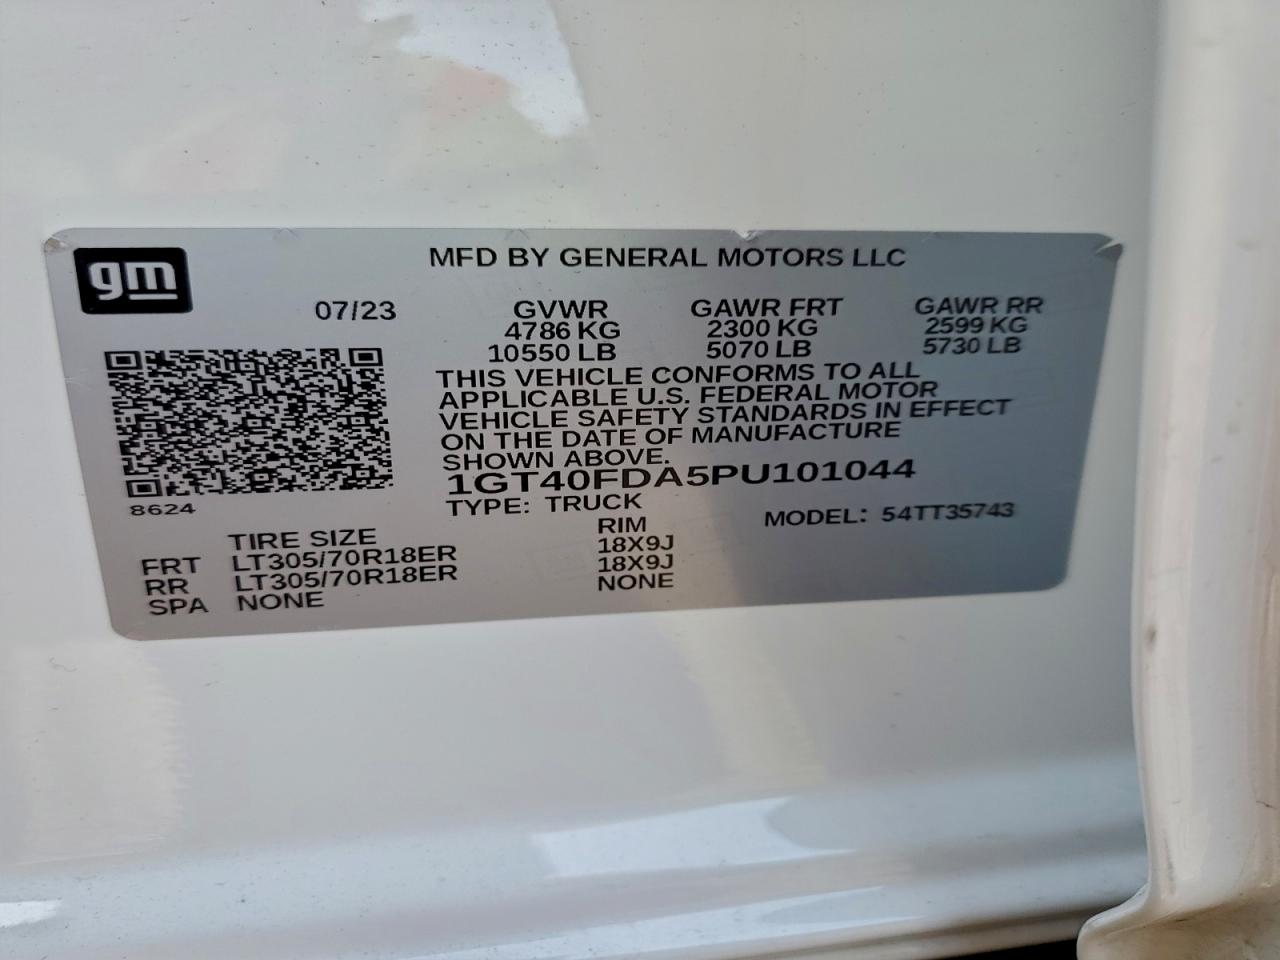 gm
MFD BY GENERAL MOTORS LLC
07/23 GVWR GAWR FRT GAWR RR
4786 KG 2300 KG 2599 KG
10550 LB 5070 LB 5730 LB
THIS VEHICLE CONFORMS TO ALL
APPLICABLE U.S. FEDERAL MOTOR
VEHICLE SAFETY STANDARDS IN EFFECT
ON THE DATE OF MANUFACTURE
SHOWN ABOVE.
1GT40FDA5PU101044
8624
TYPE: TRUCK MODEL: 54TT35743
TIRE SIZE RIM
FRT LT305/70R18ER 18X9J
RR LT305/70R18ER 18X9J
SPA NONE NONE